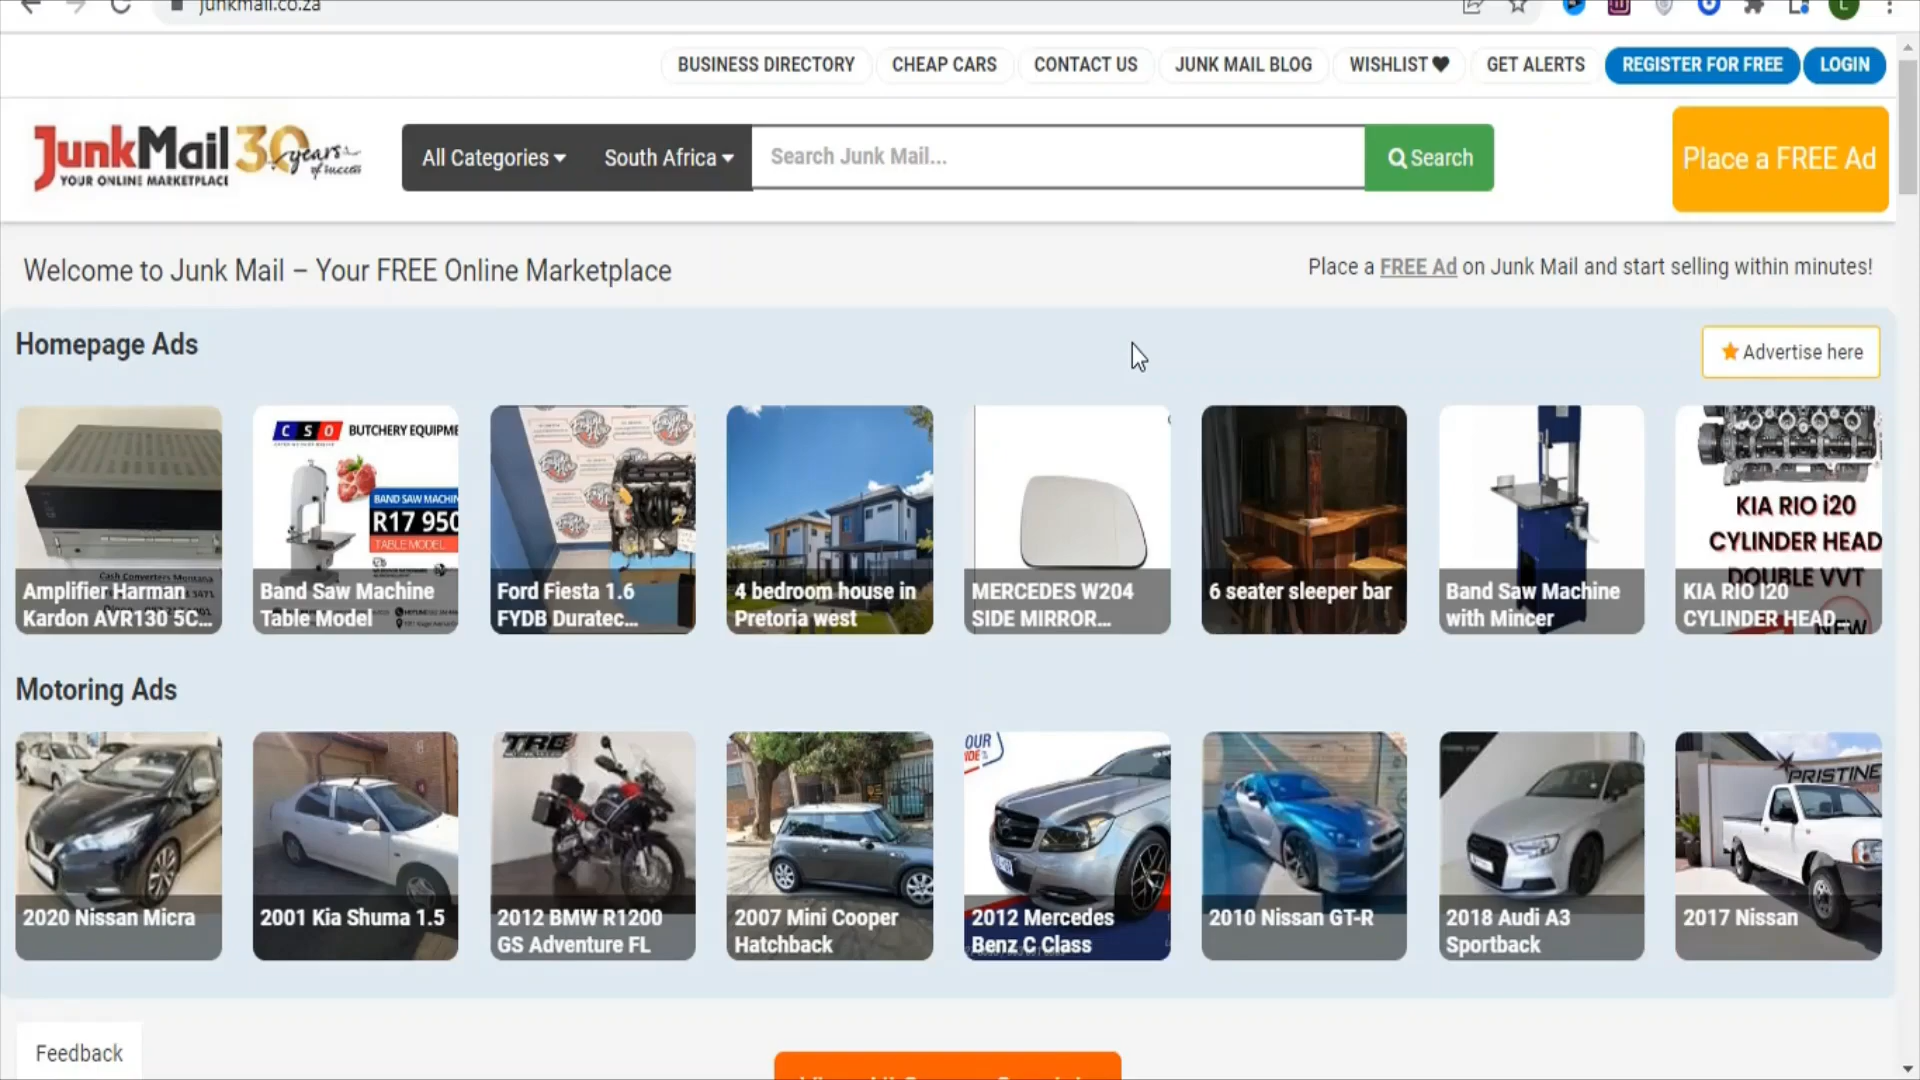 junkmail.co.za
BUSINESS DIRECTORY
CHEAP CARS
CONTACT US
JUNK MAIL BLOG
WISHLIST
GET ALERTS
REGISTER FOR FREE
LOGIN
JunkMail 30 years of success
YOUR ONLINE MARKETPLACE
All Categories
South Africa
Search Junk Mail...
Search
Place a FREE Ad
Welcome to Junk Mail – Your FREE Online Marketplace
Place a FREE Ad on Junk Mail and start selling within minutes!
Homepage Ads
Advertise here
Cash Converters Montana
Amplifier Harman
Kardon AVR130 5C...
CSO BUTCHERY EQUIPME
BAND SAW MACHIN
R17 950
TABLE MODEL
Band Saw Machine
Table Model
Ford Fiesta 1.6
FYDB Duratec...
4 bedroom house in
Pretoria west
MERCEDES W204
SIDE MIRROR...
6 seater sleeper bar
Band Saw Machine
with Mincer
KIA RIO i20
CYLINDER HEAD
DOUBLE VVT
NEW
KIA RIO I20
CYLINDER HEAD...
Motoring Ads
2020 Nissan Micra
2001 Kia Shuma 1.5
2012 BMW R1200
GS Adventure FL
2007 Mini Cooper
Hatchback
OUR
2012 Mercedes
Benz C Class
2010 Nissan GT-R
2018 Audi A3
Sportback
PRISTINE
2017 Nissan
Feedback